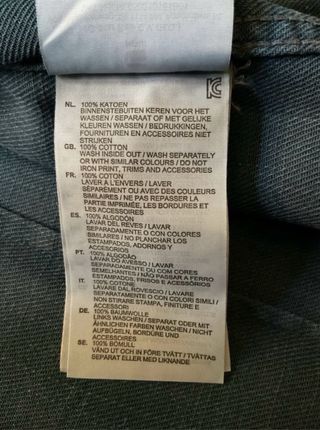 NL. 100% KATOEN
BINNENSTEBUITEN KEREN VOOR HET
WASSEN / SEPARAAT OF MET GELIJKE
KLEUREN WASSEN / BEDRUKKINGEN,
FOURNITUREN EN ACCESSOIRES NIET
STRIJKEN
GB. 100% COTTON
WASH INSIDE OUT / WASH SEPARATELY
OR WITH SIMILAR COLOURS / DO NOT
IRON PRINT, TRIMS AND ACCESSORIES
FR. 100% COTON
LAVER A L'ENVERS / LAVER
SÉPARÉMENT OU AVEC DES COULEURS
SIMILAIRES / NE PAS REPASSER LA
PARTIE IMPRIMÉE, LES BORDURES ET
LES ACCESSOIRES
ES. 100% ALGODÓN
LAVAR DEL REVES / LAVAR
SEPARADAMENTE O CON COLORES
SIMILARES / NO PLANCHAR LOS
ESTAMPADOS, ADORNOS Y
ACCESORIOS
PT. 100% ALGODÃO
LAVAR DO AVESSO / LAVAR
SEPARADAMENTE OU COM CORES
SEMELHANTES / NÃO PASSAR A FERRO
ESTAMPADOS, FRISOS E ACESSÓRIOS
IT. 100% COTONE
LAVARE DAL ROVESCIO / LAVARE
SEPARATAMENTE O CON COLORI SIMILI /
NON STIRARE STAMPA, FINITURE E
ACCESSORI
DE. 100% BAUMWOLLE
LINKS WASCHEN / SEPARAT ODER MIT
ÄHNLICHEN FARBEN WASCHEN / NICHT
AUFBÜGELN, BORDÜRE UND
ACCESSOIRES
SE. 100% BOMULL
VÄND UT OCH IN FÖRE TVÄTT / TVÄTTAS
SEPARAT ELLER MED LIKNANDE